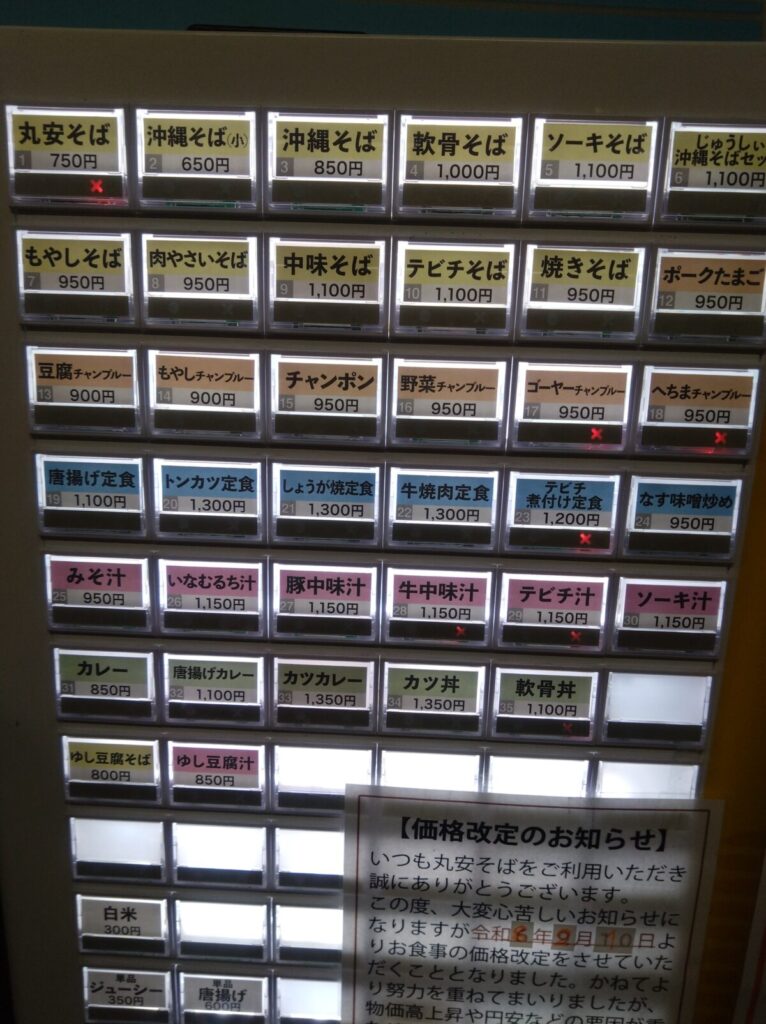 丸安そば
1 750円
×
沖縄そば(小)
2 650円
沖縄そば
3 850円
軟骨そば
4 1,000円
ソーキそば
5 1,100円
じゅうしぃ
沖縄そばセッ
6 1,100円
もやしそば
7 950円
肉やさいそば
8 950円
中味そば
9 1,100円
テビチそば
10 1,100円
焼きそば
11 950円
ポークたまご
12 950円
豆腐チャンプルー
13 900円
もやしチャンプルー
14 900円
チャンポン
15 950円
野菜チャンプルー
16 950円
ゴーヤーチャンプルー
17 950円
×
へちまチャンプルー
18 950円
×
唐揚げ定食
19 1,100円
トンカツ定食
20 1,300円
しょうが焼定食
21 1,300円
牛焼肉定食
22 1,300円
テビチ
煮付け定食
23 1,200円
×
なす味噌炒め
24 950円
みそ汁
25 950円
いなむるち汁
26 1,150円
豚中味汁
27 1,150円
牛中味汁
28 1,150円
×
テビチ汁
29 1,150円
×
ソーキ汁
30 1,150円
カレー
31 850円
唐揚げカレー
32 1,100円
カツカレー
33 1,350円
カツ丼
34 1,350円
軟骨丼
35 1,100円
×
ゆし豆腐そば
800円
ゆし豆腐汁
850円
白米
300円
単品
ジューシー
350円
単品
唐揚げ
600円
【価格改定のお知らせ】
いつも丸安そばをご利用いただき
誠にありがとうございます。
この度、大変心苦しいお知らせに
なりますが令和6年2月10日よ
りお食事の価格改定をさせていた
だくこととなりました。かねてよ
り努力を重ねてまいりましたが、
物価高上昇や円安などの要因が